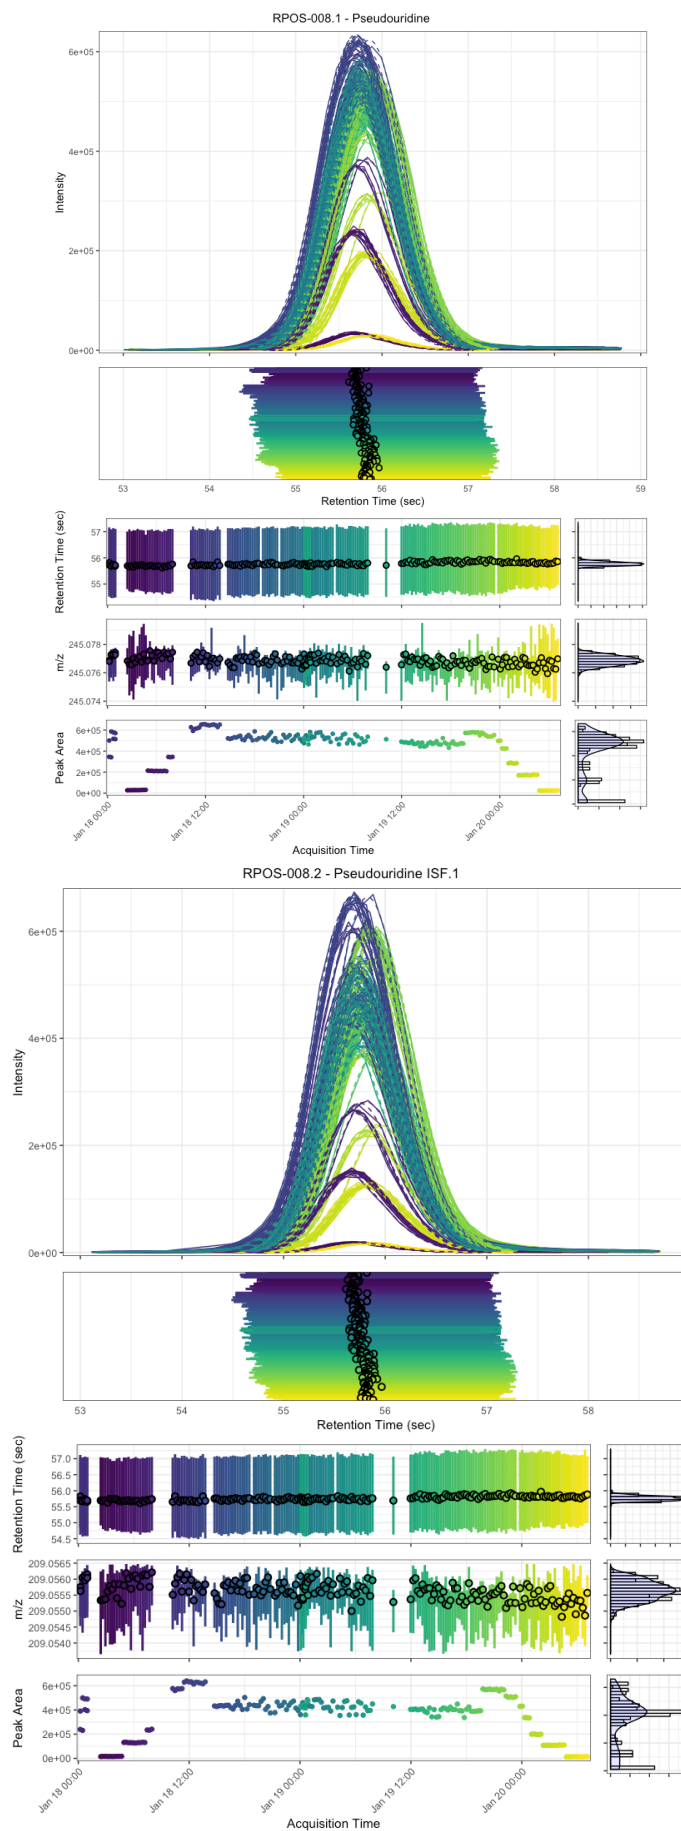 RPOS-008.1 - Pseudouridine
6e+05
4e+05
2e+05
0e+00
Intensity
53 54 55 56 57 58 59
Retention Time (sec)
57
56
55
Retention Time (sec)
245.078
245.076
245.074
m/z
6e+05
4e+05
2e+05
0e+00
Peak Area
Jan 18 00:00
Jan 18 12:00
Jan 19 00:00
Jan 19 12:00
Jan 20 00:00
Acquisition Time
RPOS-008.2 - Pseudouridine ISF.1
6e+05
4e+05
2e+05
0e+00
Intensity
53 54 55 56 57 58
Retention Time (sec)
57.0
56.5
56.0
55.5
55.0
54.5
Retention Time (sec)
209.0565
209.0560
209.0555
209.0550
209.0545
209.0540
m/z
6e+05
4e+05
2e+05
0e+00
Peak Area
Jan 18 00:00
Jan 18 12:00
Jan 19 00:00
Jan 19 12:00
Jan 20 00:00
Acquisition Time